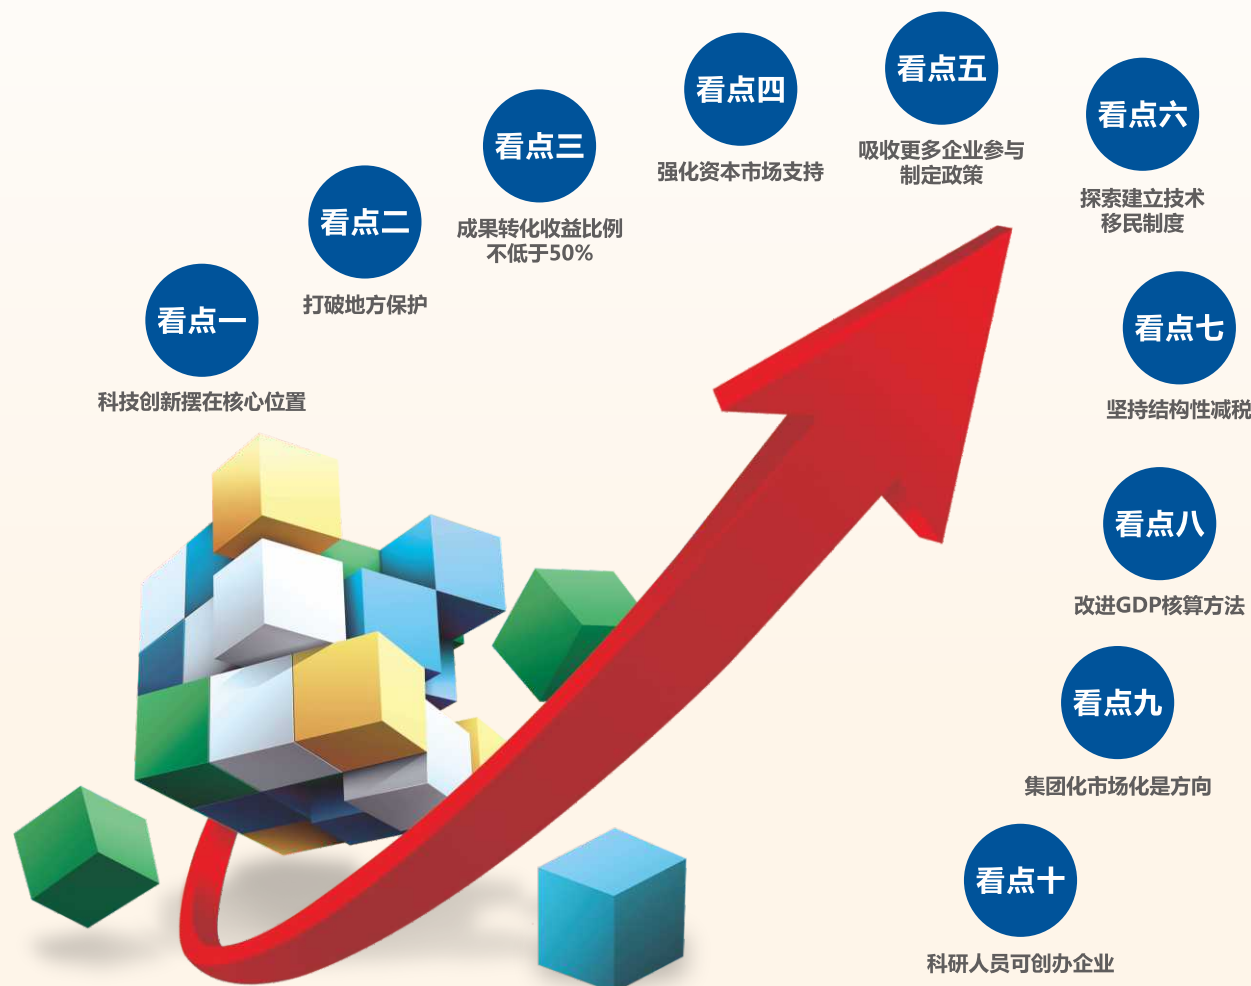 看点一
科技创新摆在核心位置
看点二
打破地方保护
看点三
成果转化收益比例
不低于50%
看点四
强化资本市场支持
看点五
吸收更多企业参与
制定政策
看点六
探索建立技术
移民制度
看点七
坚持结构性减税
看点八
改进GDP核算方法
看点九
集团化市场化是方向
看点十
科研人员可创办企业